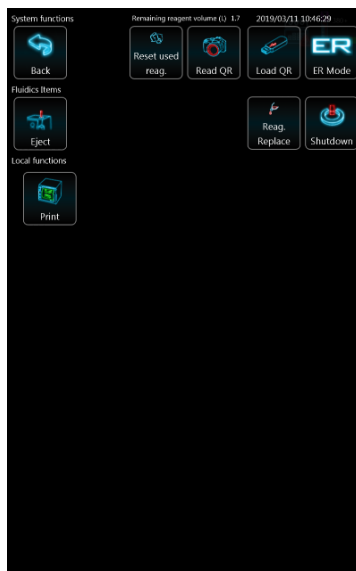 System functions
Remaining reagent volume (L) 1.7
2019/03/11 10:46:29
Back
Reset used
reag.
Read QR
Load QR
ER
ER Mode
Fluidics Items
Eject
Reag.
Replace
Shutdown
Local functions
Print